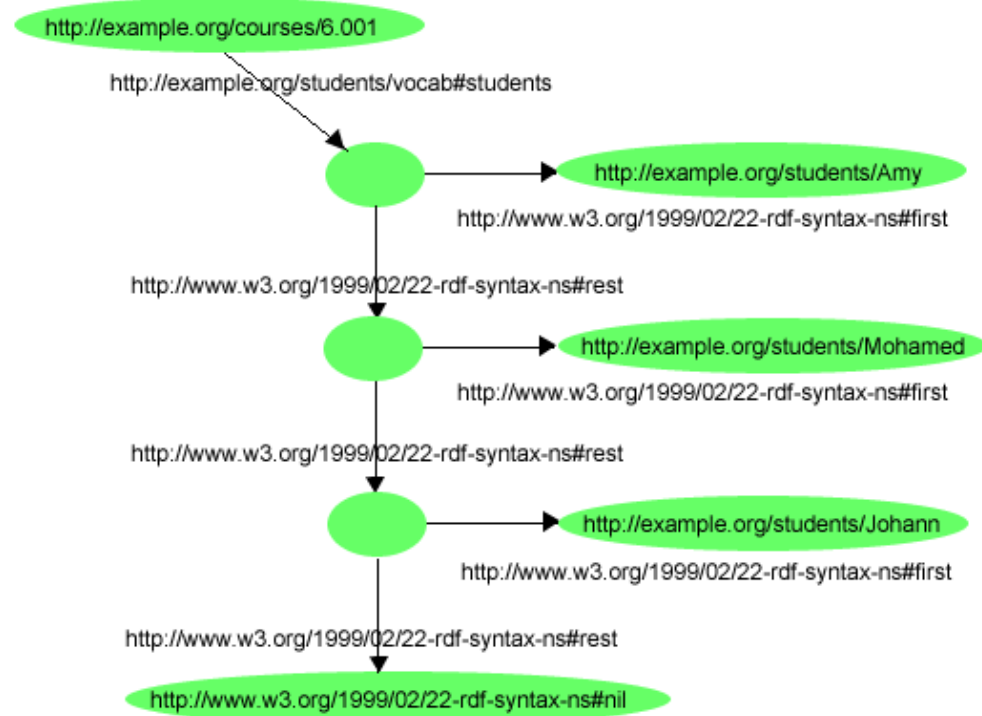 http://example.org/courses/6.001
http://example.org/students/vocab#students
http://example.org/students/Amy
http://www.w3.org/1999/02/22-rdf-syntax-ns#first
http://www.w3.org/1999/02/22-rdf-syntax-ns#rest
http://example.org/students/Mohamed
http://www.w3.org/1999/02/22-rdf-syntax-ns#first
http://www.w3.org/1999/02/22-rdf-syntax-ns#rest
http://example.org/students/Johann
http://www.w3.org/1999/02/22-rdf-syntax-ns#first
http://www.w3.org/1999/02/22-rdf-syntax-ns#rest
http://www.w3.org/1999/02/22-rdf-syntax-ns#nil